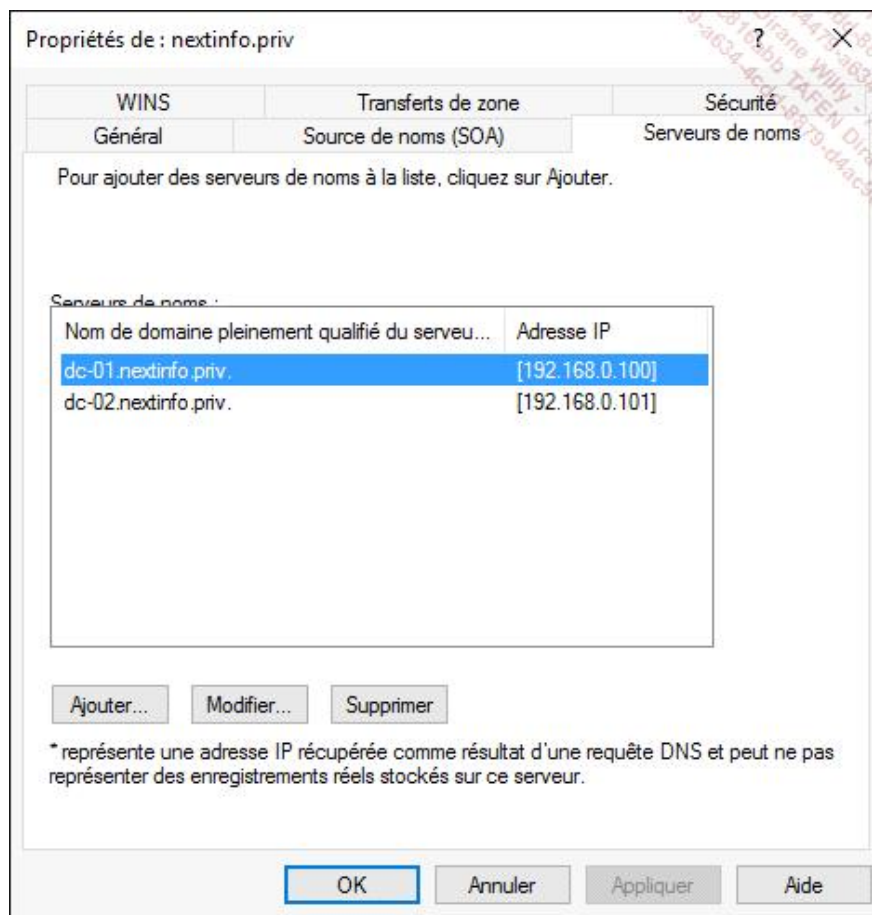 Propriétés de : nextinfo.priv
?
WINS
Transferts de zone
Sécurité
Général
Source de noms (SOA)
Serveurs de noms
Pour ajouter des serveurs de noms à la liste, cliquez sur Ajouter.
Serveurs de noms :
Nom de domaine pleinement qualifié du serveu...
Adresse IP
dc-01.nextinfo.priv.
[192.168.0.100]
dc-02.nextinfo.priv.
[192.168.0.101]
Ajouter...
Modifier...
Supprimer
* représente une adresse IP récupérée comme résultat d'une requête DNS et peut ne pas
représenter des enregistrements réels stockés sur ce serveur.
OK
Annuler
Appliquer
Aide